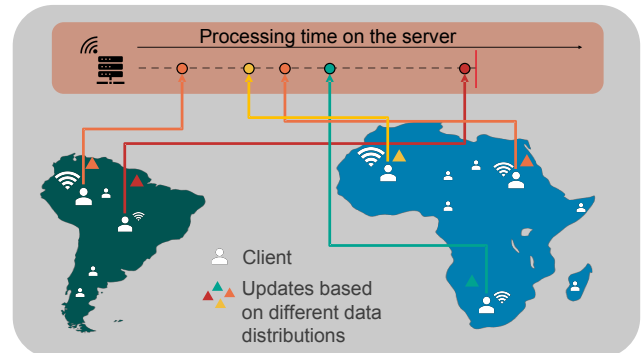 Processing time on the server
Client
Updates based
on different data
distributions